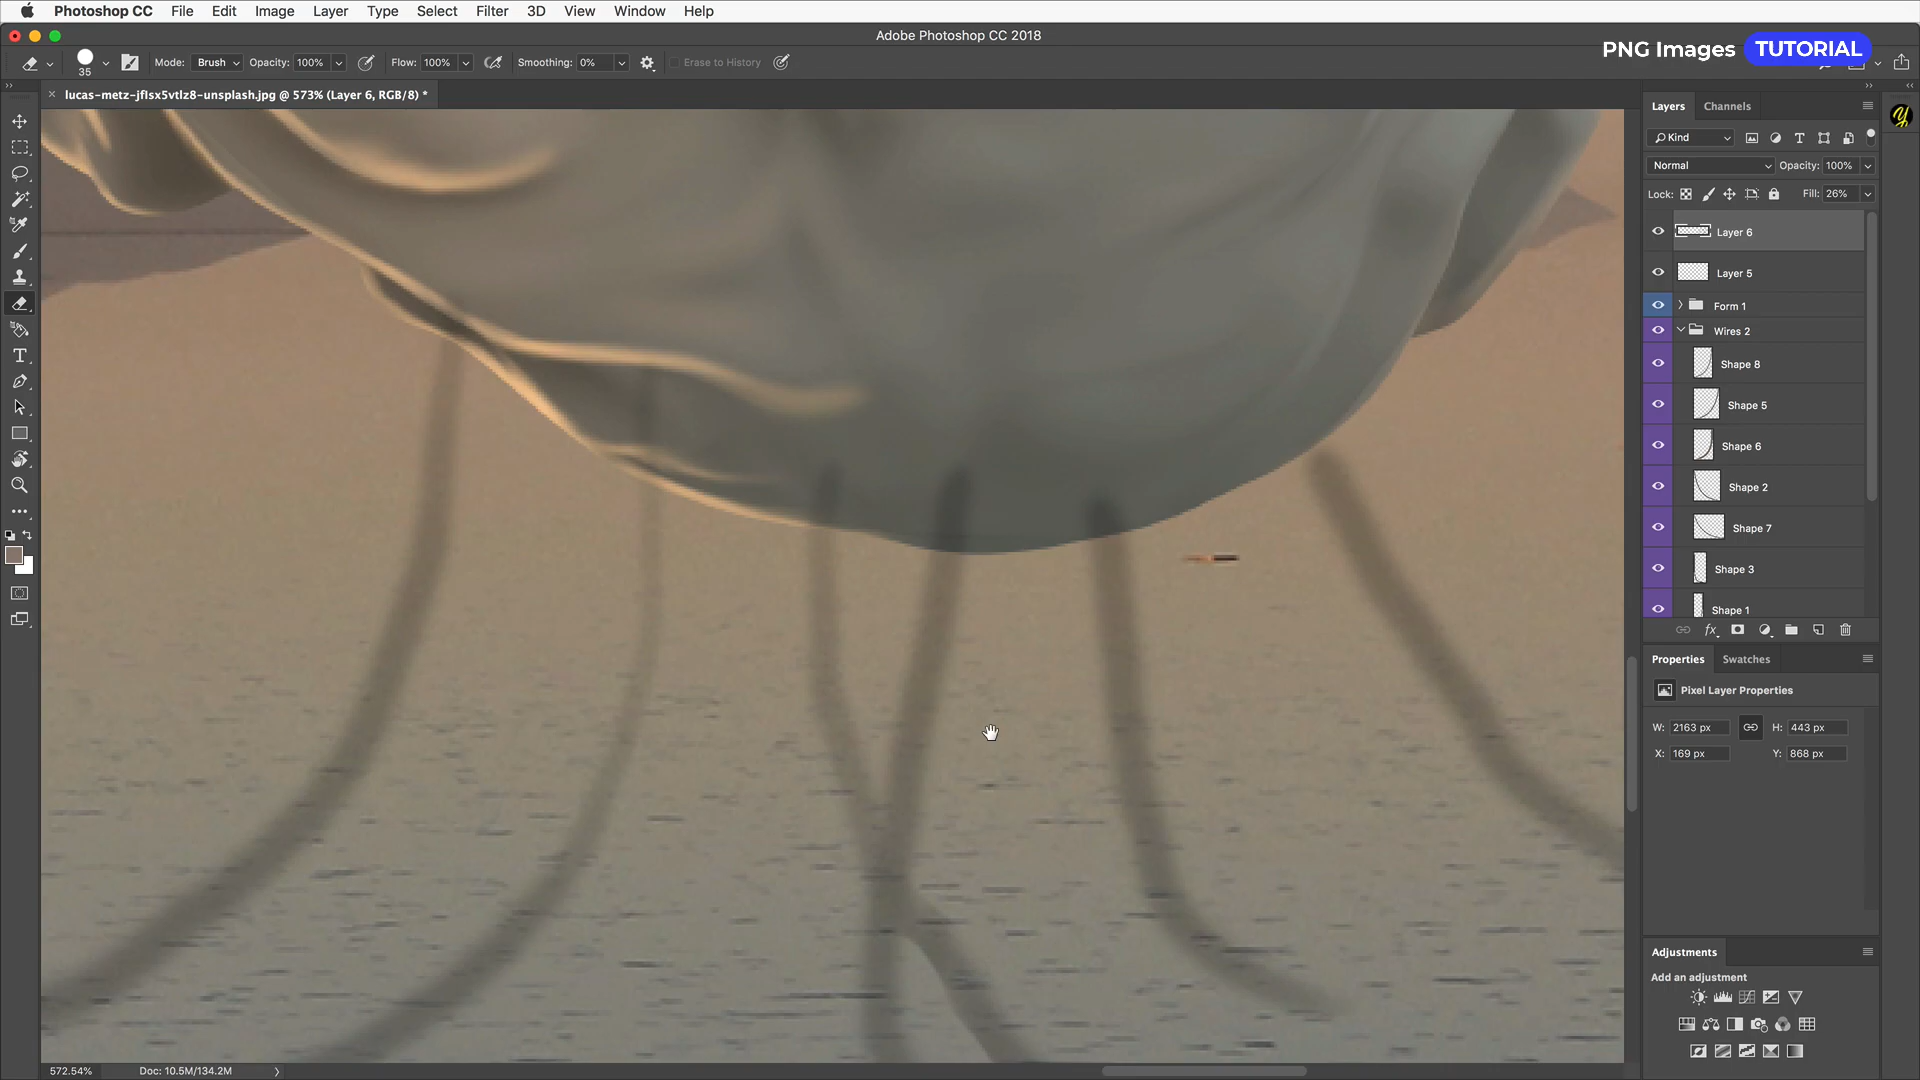 Photoshop CC File Edit Image Layer Type Select Filter 3D View Window Help
Adobe Photoshop CC 2018
PNG Images TUTORIAL
35 Mode: Brush Opacity: 100% Flow: 100% Smoothing: 0% Erase to History
lucas-metz-jflsx5vtlz8-unsplash.jpg @ 573% (Layer 6, RGB/8) *
Layers Channels
Kind
Normal Opacity: 100%
Lock: Fill: 26%
Layer 6
Layer 5
Form 1
Wires 2
Shape 8
Shape 5
Shape 6
Shape 2
Shape 7
Shape 3
Shape 1
Properties Swatches
Pixel Layer Properties
W: 2163 px H: 443 px
X: 169 px Y: 868 px
Adjustments
Add an adjustment
572.54% Doc: 10.5M/134.2M